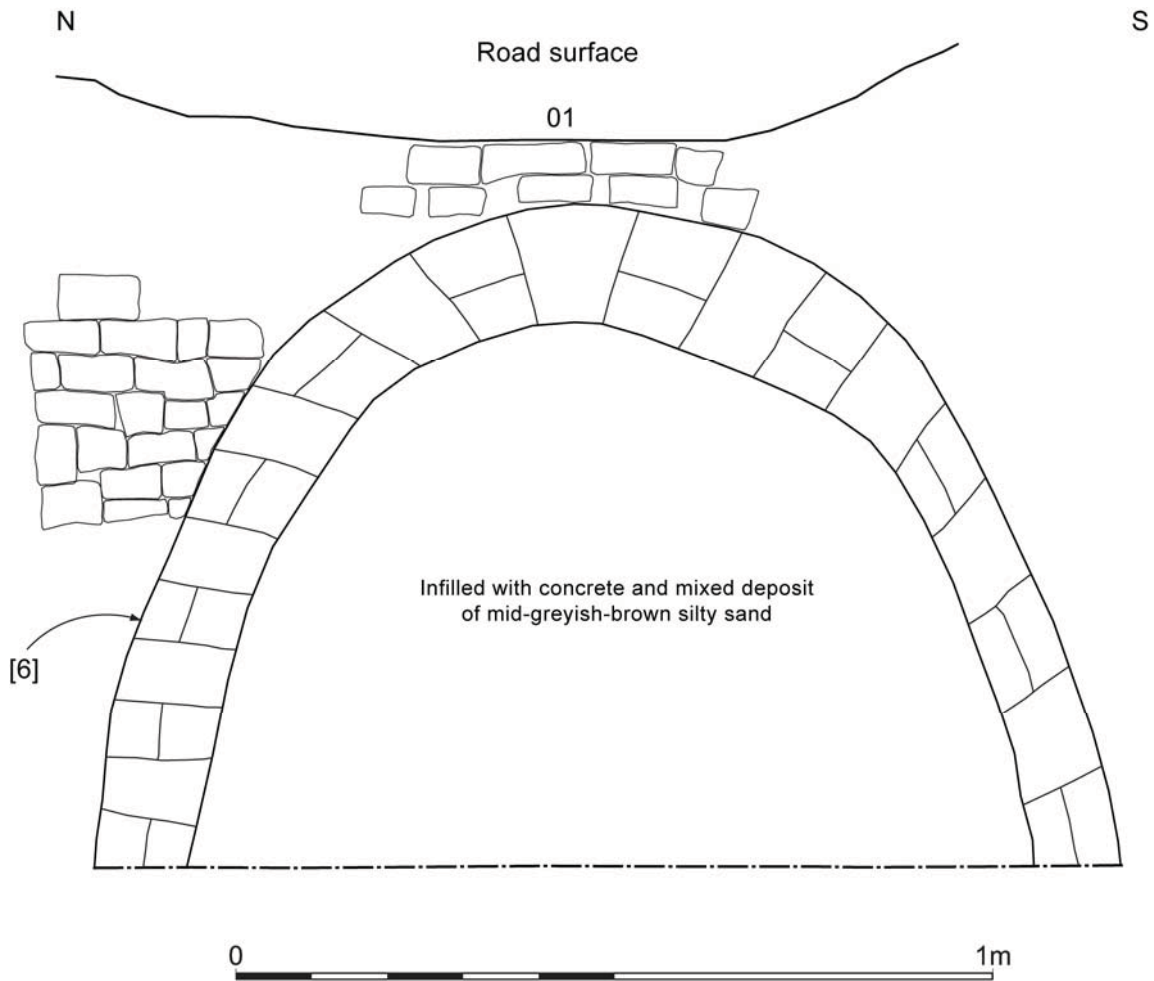 N
S
Road surface
01
Infilled with concrete and mixed deposit
of mid-greyish-brown silty sand
[6]
0
1m